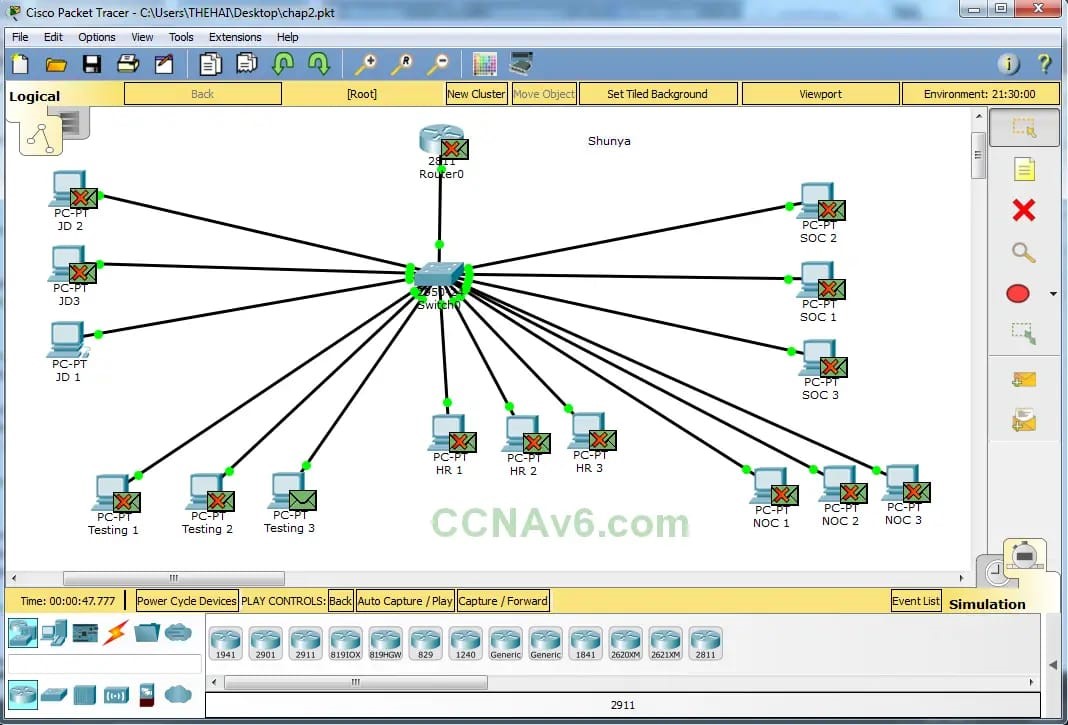 Cisco Packet Tracer - C:\Users\THEHAI\Desktop\chap2.pkt
File Edit Options View Tools Extensions Help
Logical Back [Root] New Cluster Move Object Set Tiled Background Viewport Environment: 21:30:00
Shunya
2811
Router0
PC-PT
JD 2
PC-PT
SOC 2
PC-PT
JD3
Switch0
PC-PT
SOC 1
PC-PT
JD 1
PC-PT
SOC 3
PC-PT
HR 1
PC-PT
HR 2
PC-PT
HR 3
PC-PT
Testing 1
PC-PT
Testing 2
PC-PT
Testing 3
PC-PT
NOC 1
PC-PT
NOC 2
PC-PT
NOC 3
CCNAv6.com
Time: 00:00:47.777 Power Cycle Devices PLAY CONTROLS: Back Auto Capture / Play Capture / Forward Event List Simulation
1941 2901 2911 819IOX 819HGW 829 1240 Generic Generic 1841 2620XM 2621XM 2811
2911